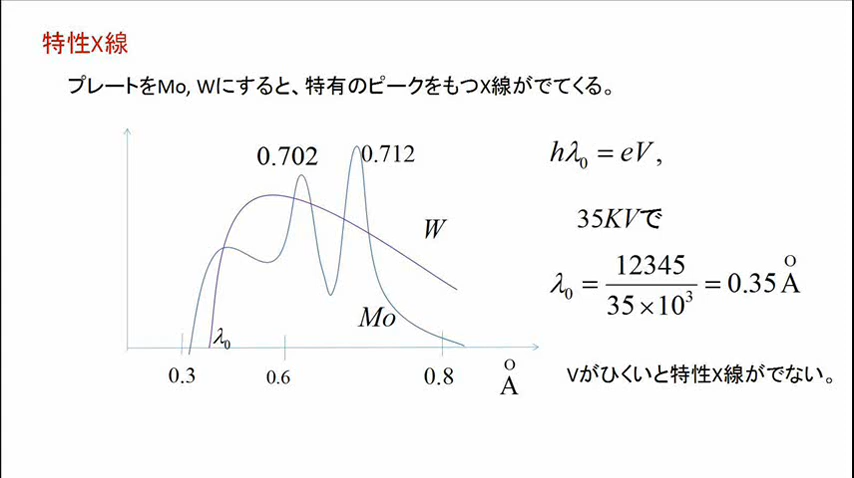 特性X線
プレートをMo, Wにすると、特有のピークをもつX線がでてくる。
0.702
0.712
W
Mo
λ₀
0.3
0.6
0.8
O
A
hλ₀ = eV,
35KVで
λ₀ = 12345 / 35×10³ = 0.35 Å
Vがひくいと特性X線がでない。